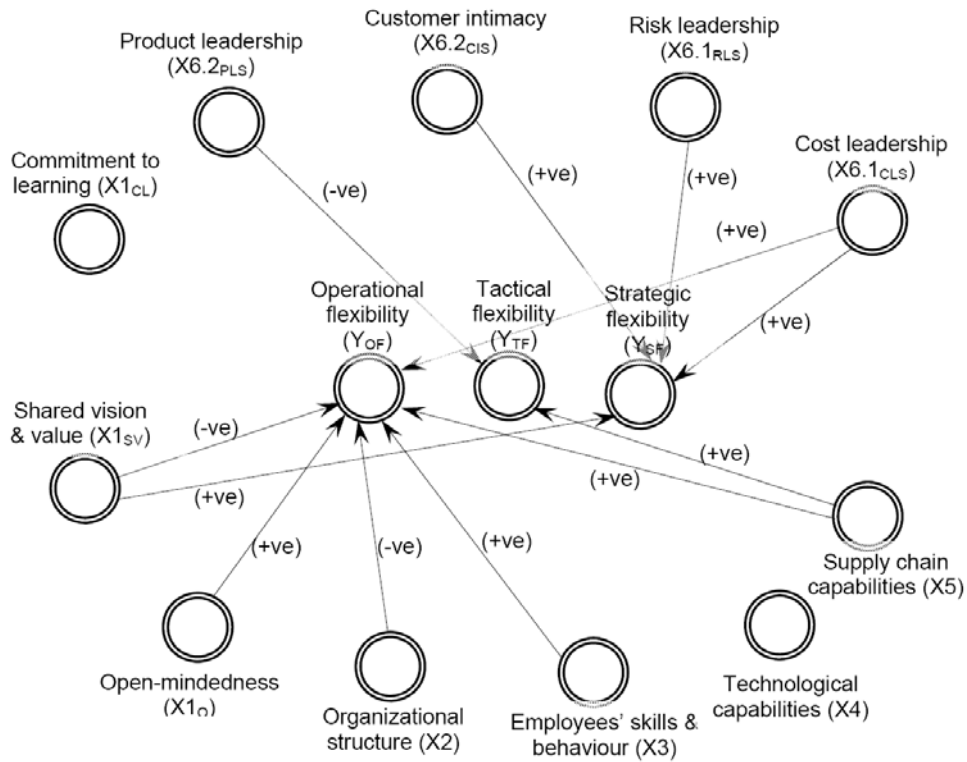 Product leadership
(X6.2PLS)
Customer intimacy
(X6.2CIS)
Risk leadership
(X6.1RLS)
Commitment to
learning (X1CL)
Cost leadership
(X6.1CLS)
(-ve)
(+ve)
(+ve)
(+ve)
Operational
flexibility
(YOF)
Tactical
flexibility
(YTF)
Strategic
flexibility
(YSF)
(+ve)
Shared vision
& value (X1SV)
(-ve)
(+ve)
(+ve)
(+ve)
(+ve)
(-ve)
(+ve)
Supply chain
capabilities (X5)
Open-mindedness
(X1O)
Organizational
structure (X2)
Employees' skills &
behaviour (X3)
Technological
capabilities (X4)